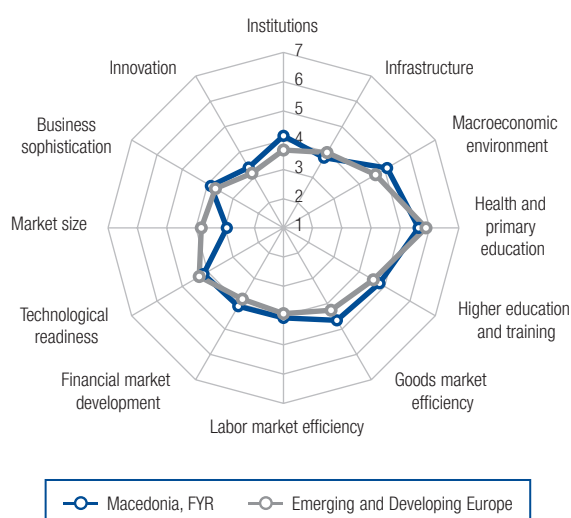 Institutions
7
Innovation
Infrastructure
6
5
Business
sophistication
4
Macroeconomic
environment
3
2
Market size
1
Health and
primary
education
Technological
readiness
Higher education
and training
Financial market
development
Goods market
efficiency
Labor market efficiency
Macedonia, FYR
Emerging and Developing Europe